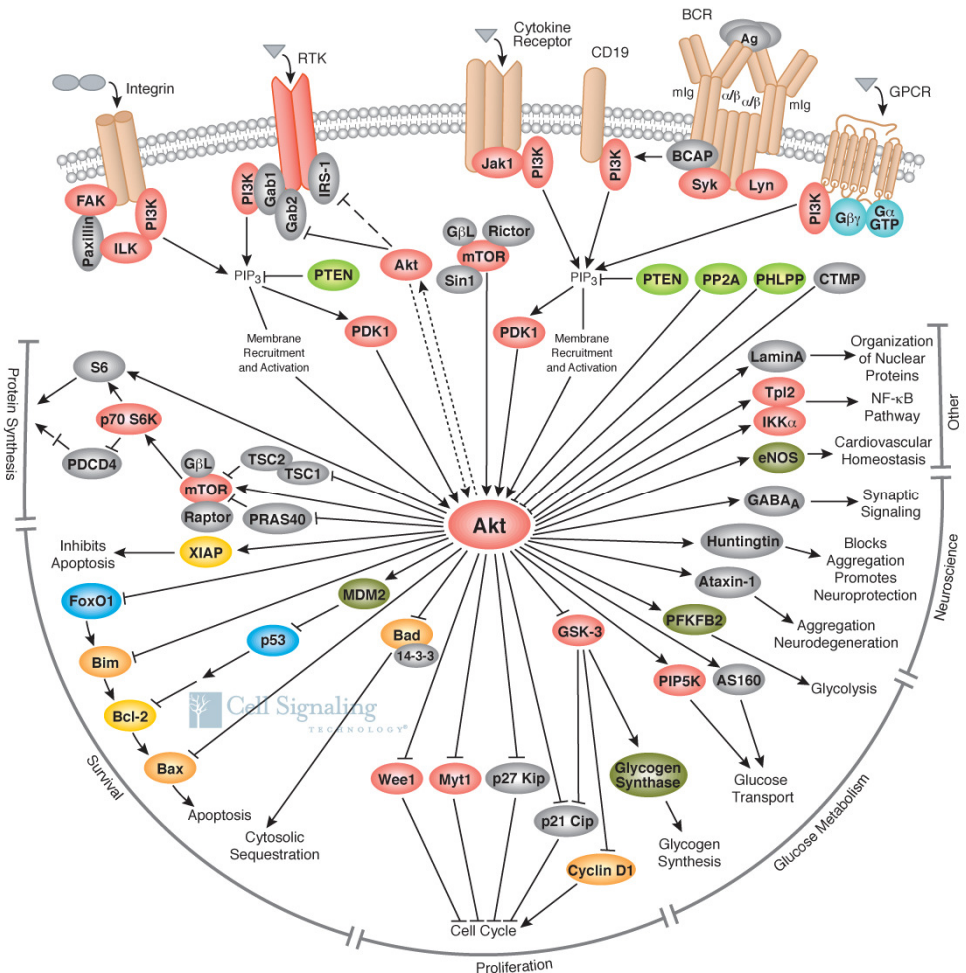 BCR
Ag
Cytokine
Receptor
CD19
RTK
Integrin
mIg
α/β
α/β
mIg
GPCR
Jak1
PI3K
PI3K
BCAP
Syk
Lyn
FAK
PI3K
Paxillin
ILK
PI3K
Gab1
Gab2
IRS-1
PI3K
Gβγ
Gα
GTP
GβL
Rictor
mTOR
Sin1
Akt
PIP3
PTEN
PIP3
PTEN
PP2A
PHLPP
CTMP
PDK1
PDK1
Membrane
Recruitment
and Activation
Membrane
Recruitment
and Activation
Protein Synthesis
S6
p70 S6K
PDCD4
GβL
mTOR
Raptor
TSC2
TSC1
PRAS40
LaminA
Organization
of Nuclear
Proteins
Tpl2
IKKα
NF-κB
Pathway
eNOS
Cardiovascular
Homeostasis
Other
Akt
GABAA
Synaptic
Signaling
Huntingtin
Blocks
Aggregation
Promotes
Neuroprotection
Ataxin-1
Aggregation
Neurodegeneration
Neuroscience
Inhibits
Apoptosis
XIAP
FoxO1
MDM2
p53
Bim
Bcl-2
Bax
Apoptosis
Bad
14-3-3
Cytosolic
Sequestration
Survival
Cell Signaling
TECHNOLOGY®
GSK-3
PFKFB2
PIP5K
AS160
Glycolysis
Glucose
Transport
Glycogen
Synthase
Glycogen
Synthesis
Glucose Metabolism
Wee1
Myt1
p27 Kip
p21 Cip
Cyclin D1
Cell Cycle
Proliferation